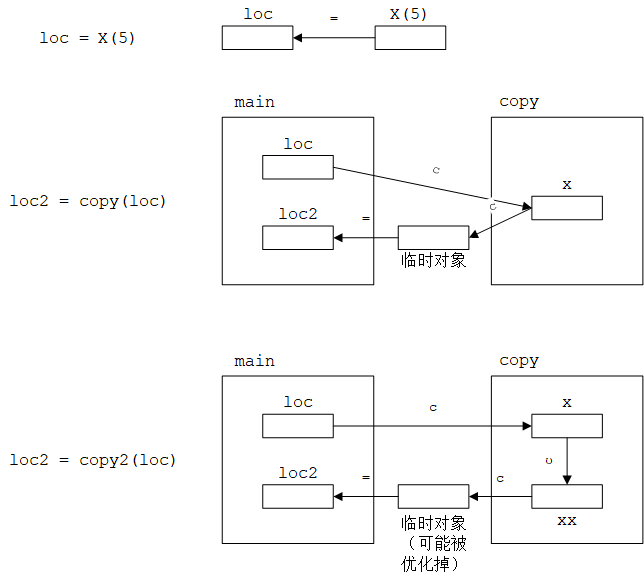 loc = X(5)
loc
=
X(5)
main
copy
loc2 = copy(loc)
loc
c
x
c
loc2
=
临时对象
main
copy
loc2 = copy2(loc)
loc
c
x
c
loc2
=
c
临时对象
（可能被
优化掉）
xx